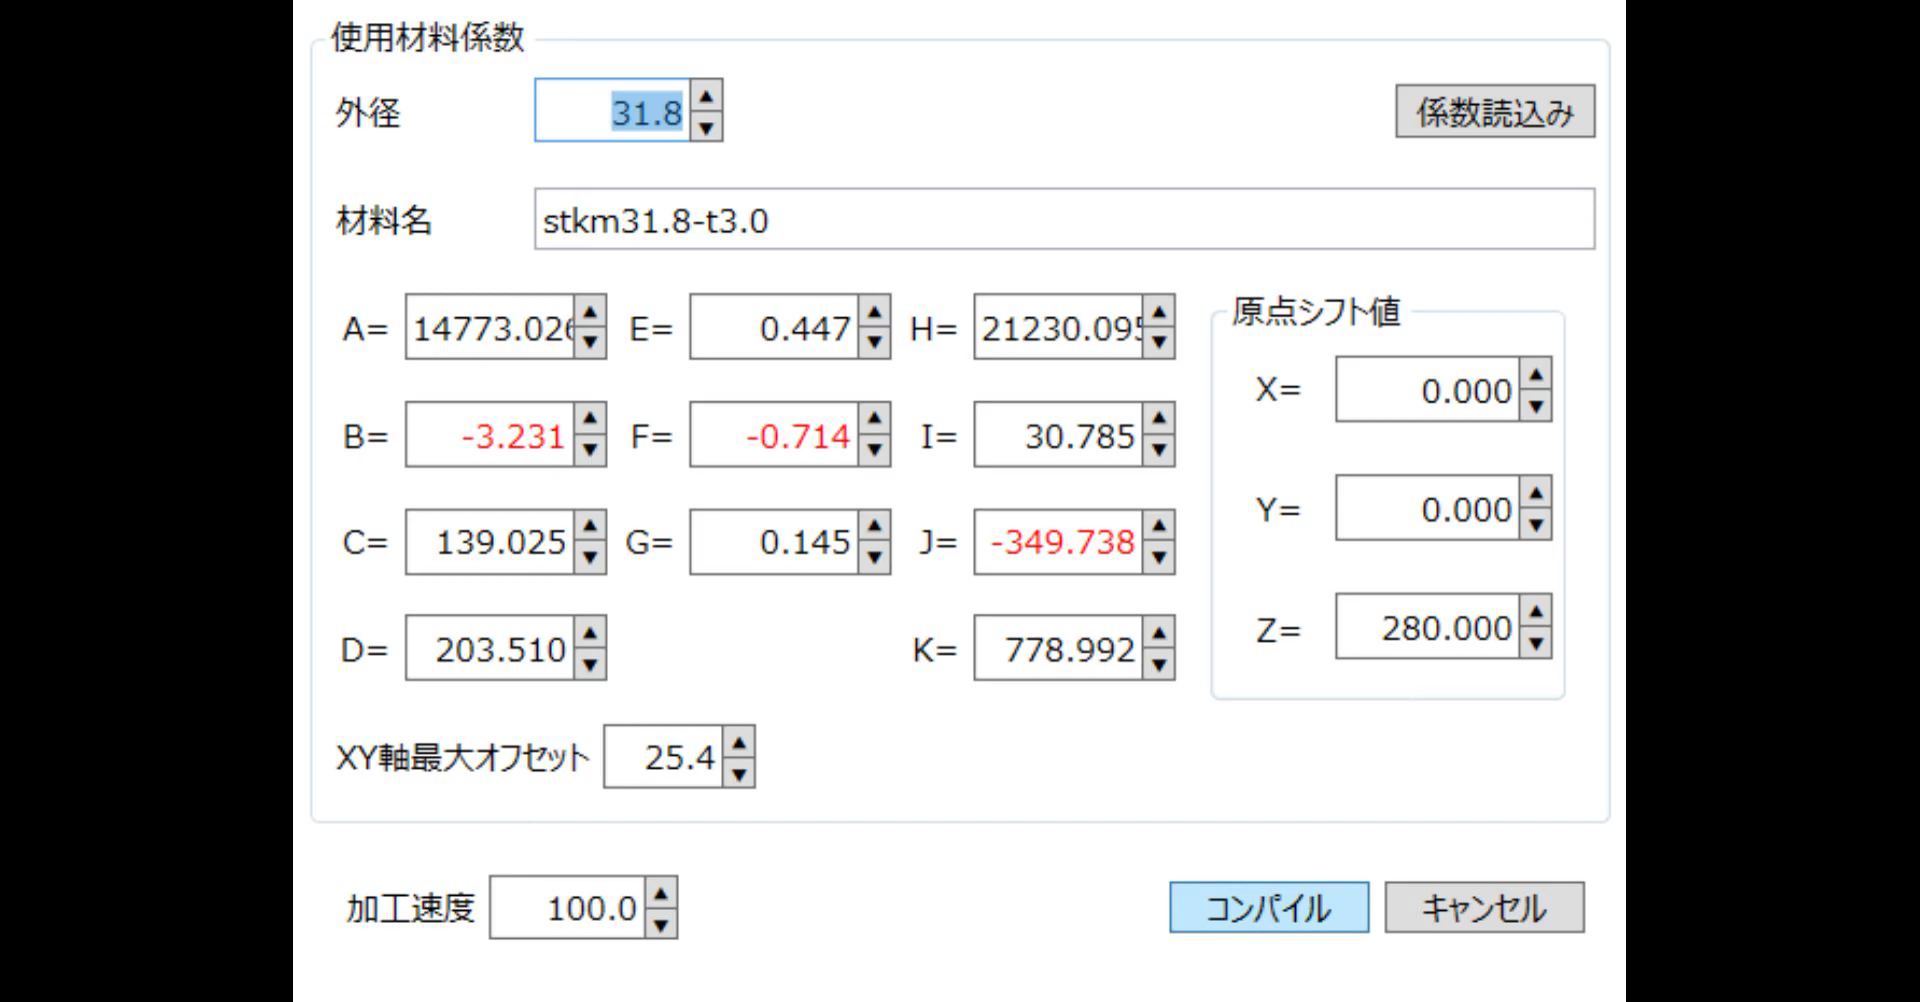 使用材料係数
外径 31.8 係数読込み
材料名 stkm31.8-t3.0
A= 14773.026 E= 0.447 H= 21230.095 原点シフト値
X= 0.000
B= -3.231 F= -0.714 I= 30.785
Y= 0.000
C= 139.025 G= 0.145 J= -349.738
Z= 280.000
D= 203.510 K= 778.992
XY軸最大オフセット 25.4
加工速度 100.0 コンパイル キャンセル